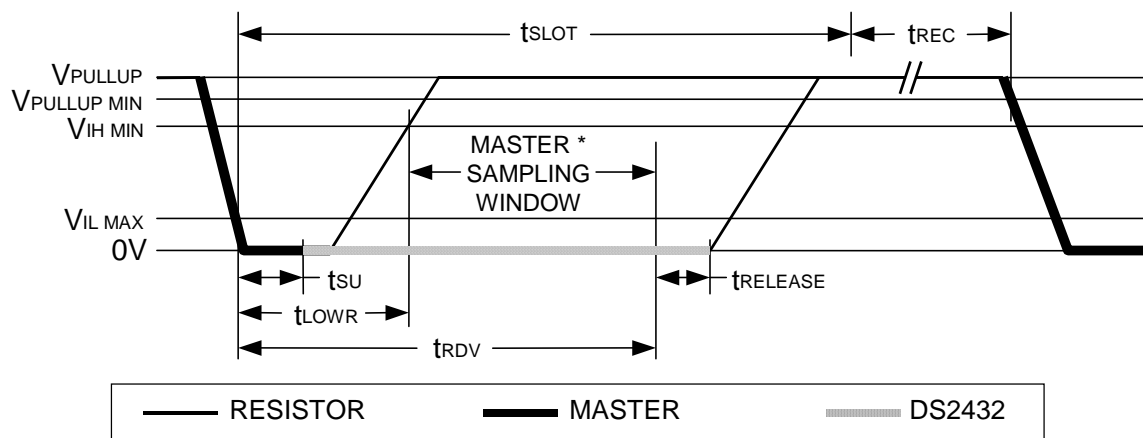 tSLOT
tREC
VPULLUP
VPULLUP MIN
VIH MIN
MASTER *
SAMPLING
WINDOW
VIL MAX
0V
tSU
tRELEASE
tLOWR
tRDV
RESISTOR
MASTER
DS2432